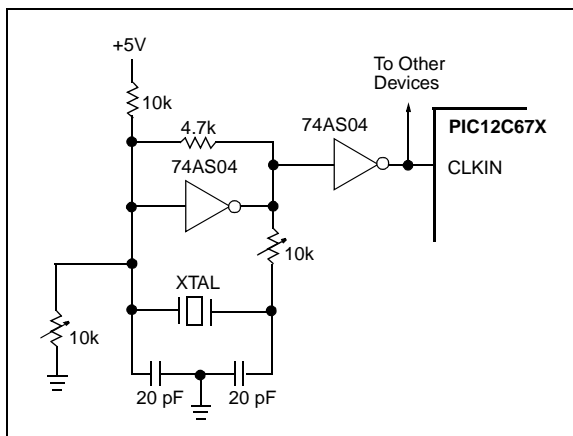 +5V
To Other
Devices
10k
4.7k
74AS04
PIC12C67X
74AS04
CLKIN
10k
XTAL
10k
20 pF
20 pF